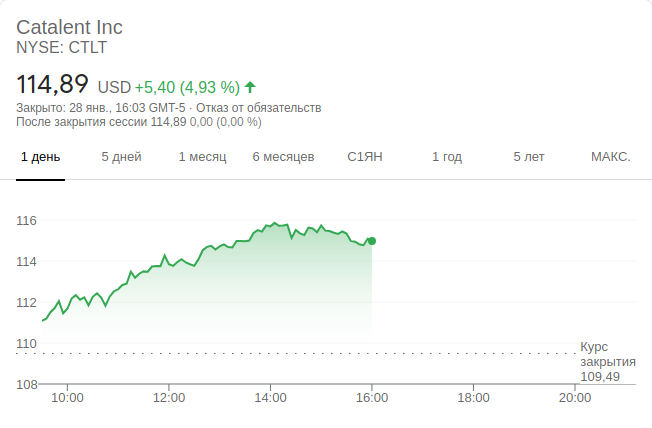 Catalent Inc
NYSE: CTLT
114,89 USD +5,40 (4,93 %)
Закрыто: 28 янв., 16:03 GMT-5 · Отказ от обязательств
После закрытия сессии 114,89 0,00 (0,00 %)
1 день 5 дней 1 месяц 6 месяцев С1ЯН 1 год 5 лет МАКС.
116
114
112
110
Курс
закрытия
109,49
108
10:00 12:00 14:00 16:00 18:00 20:00